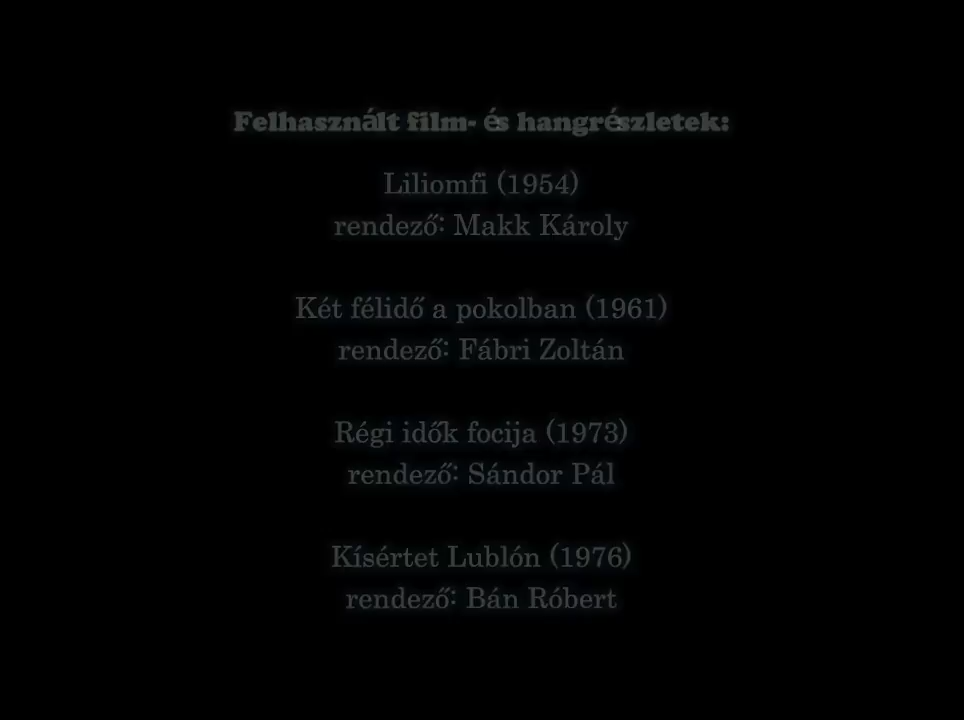 Felhasznált film- és hangrészletek:
Liliomfi (1954)
rendező: Makk Károly
Két félidő a pokolban (1961)
rendező: Fábri Zoltán
Régi idők focija (1973)
rendező: Sándor Pál
Kísértet Lublón (1976)
rendező: Bán Róbert